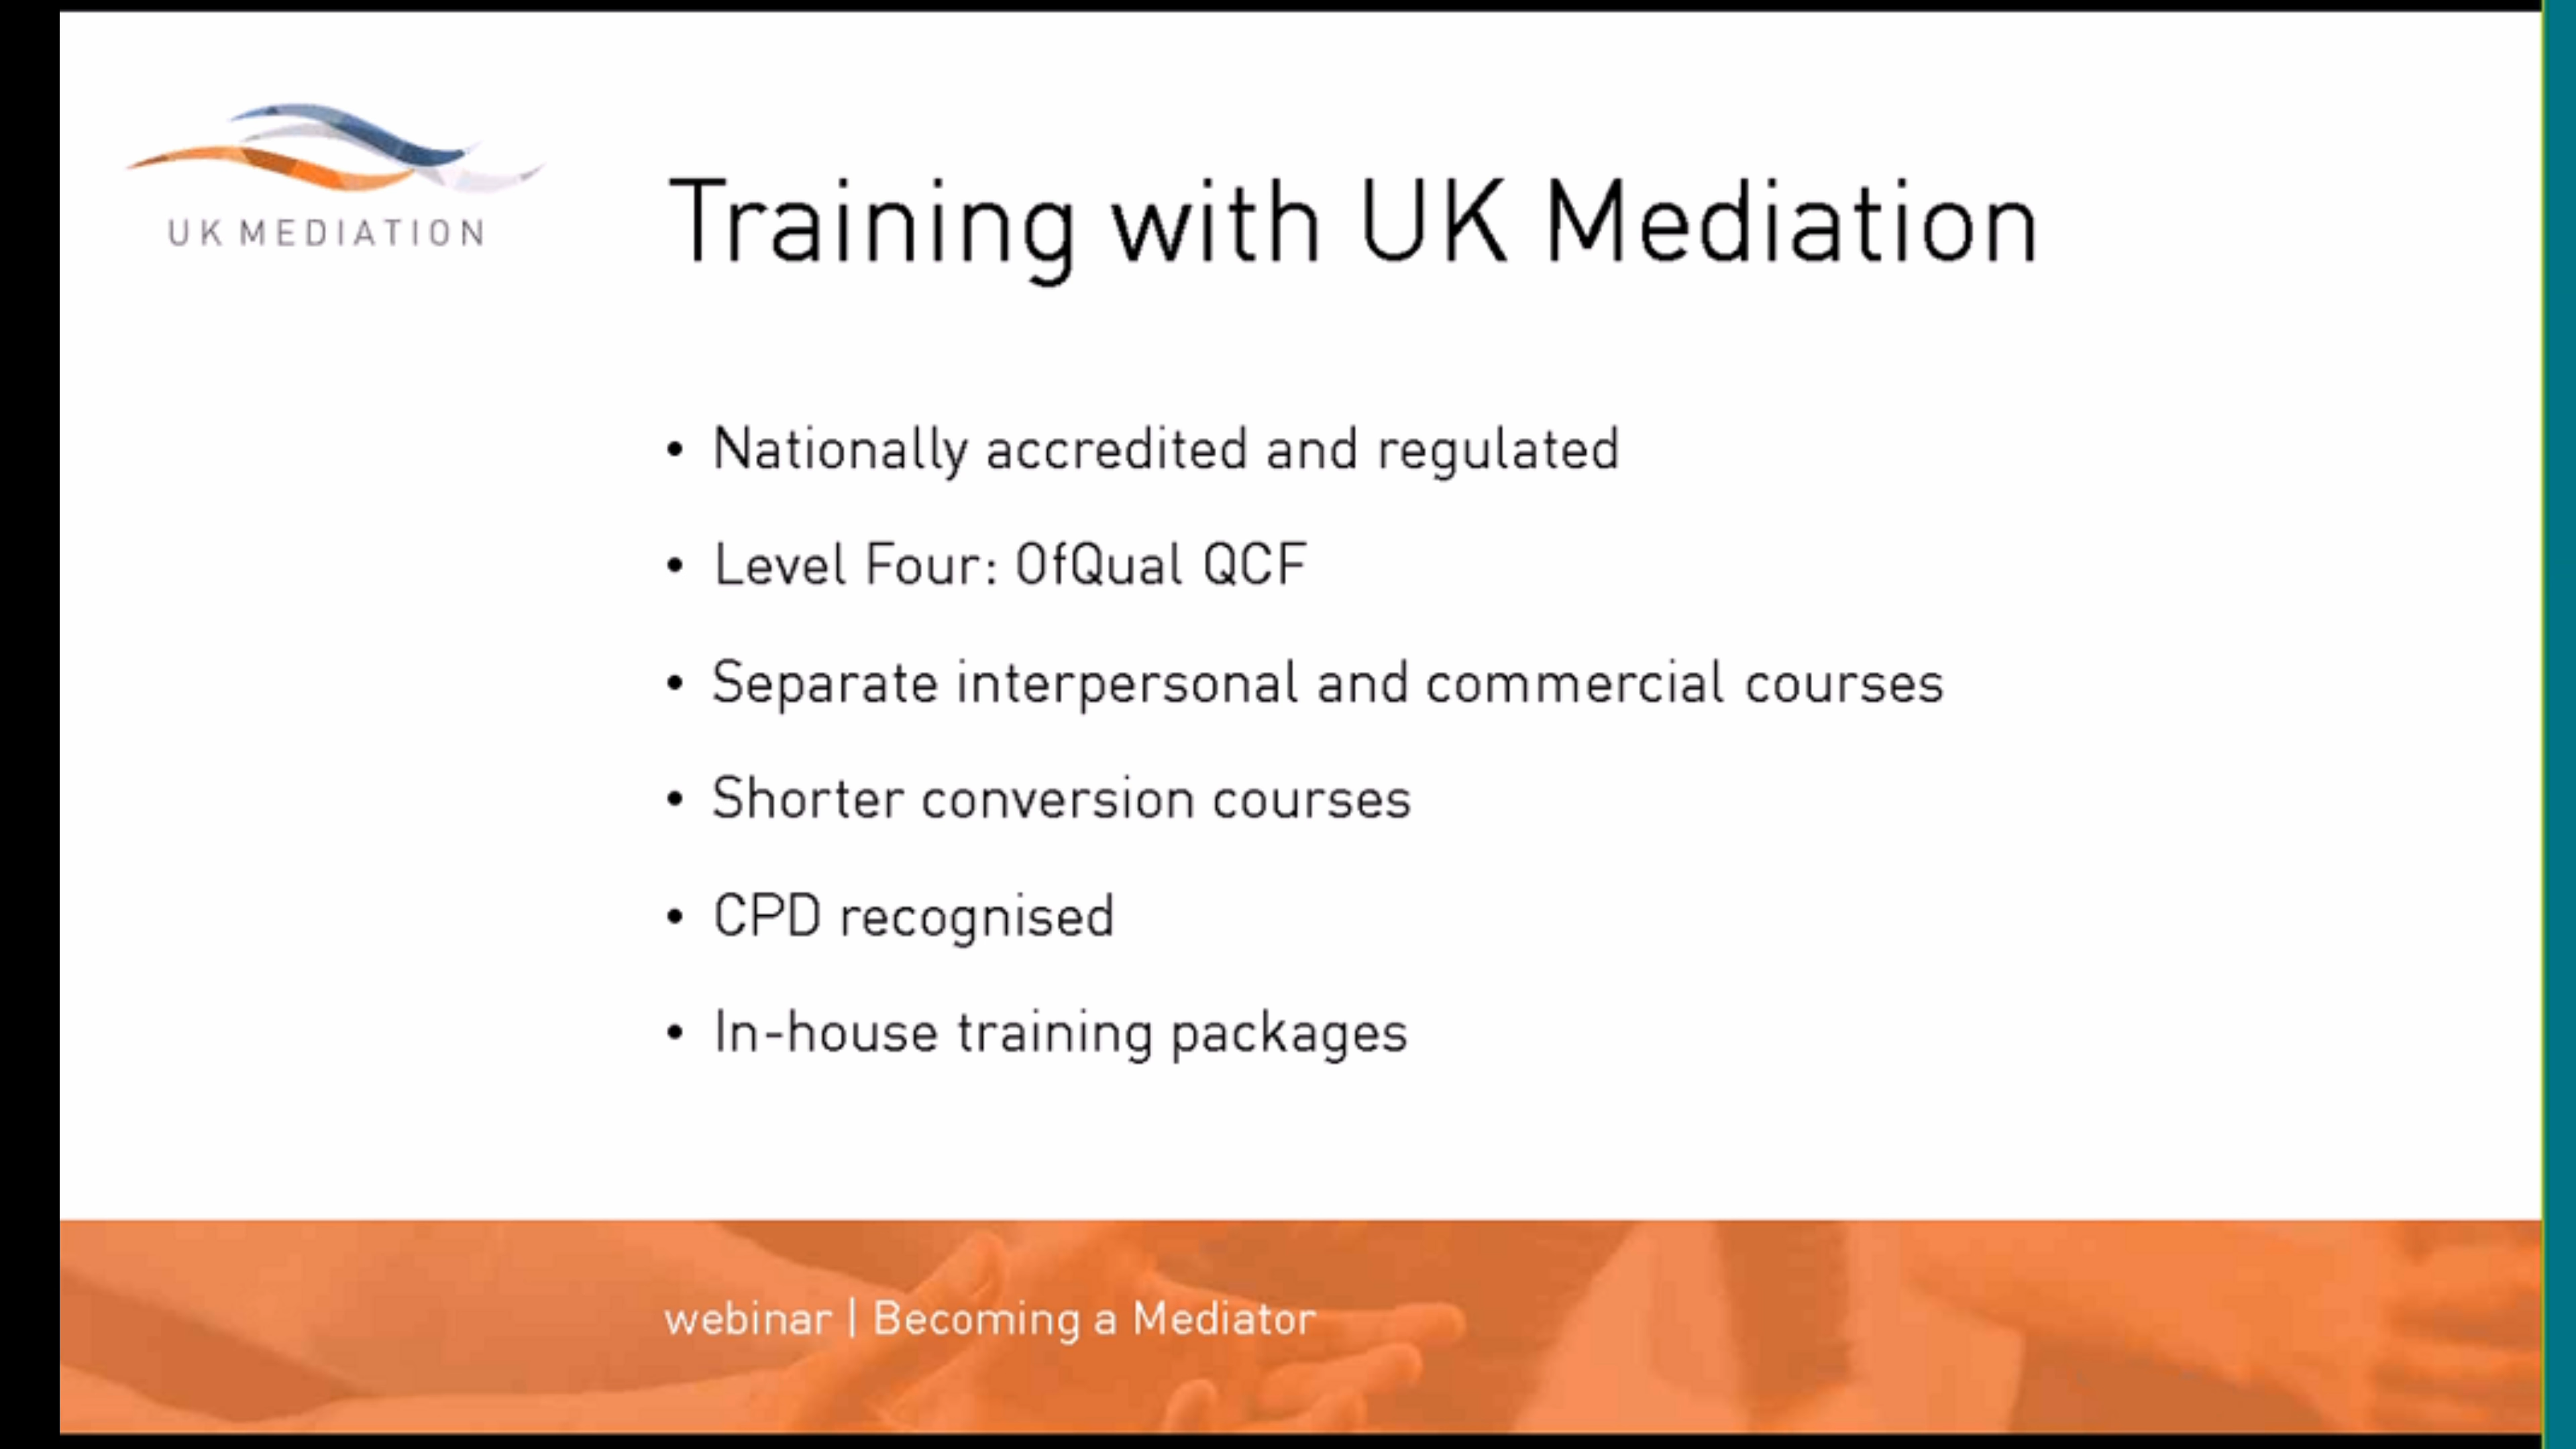 UK MEDIATION
Training with UK Mediation
• Nationally accredited and regulated
• Level Four: OfQual QCF
• Separate interpersonal and commercial courses
• Shorter conversion courses
• CPD recognised
• In-house training packages
webinar | Becoming a Mediator